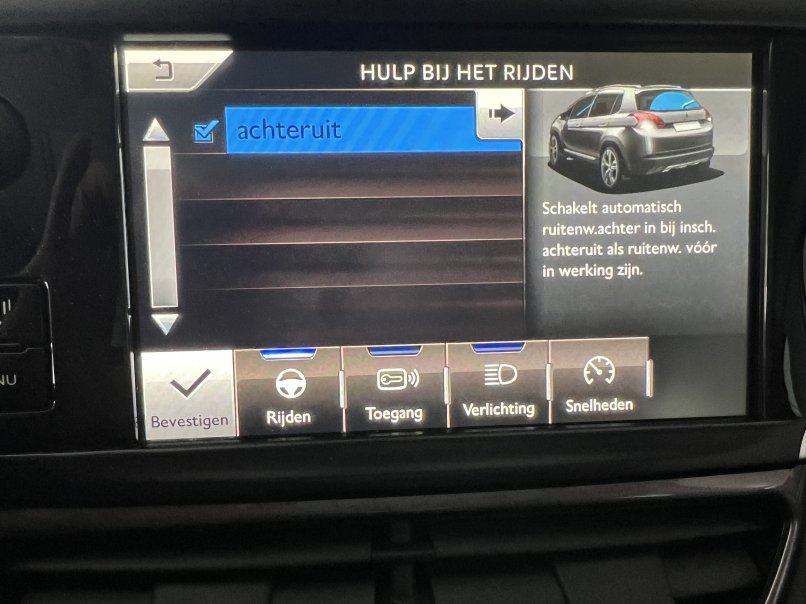 HULP BIJ HET RIJDEN
achteruit
Schakelt automatisch
ruitenw.achter in bij insch.
achteruit als ruitenw. vóór
in werking zijn.
NU
Bevestigen
Rijden
Toegang
Verlichting
Snelheden